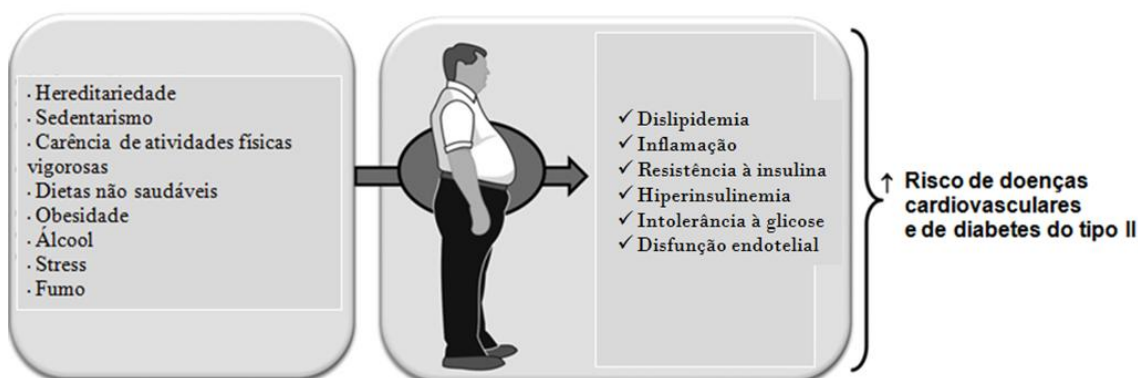 · Hereditariedade
· Sedentarismo
· Carência de atividades físicas
vigorosas
· Dietas não saudáveis
· Obesidade
· Álcool
· Stress
· Fumo
✓ Dislipidemia
✓ Inflamação
✓ Resistência à insulina
✓ Hiperinsulinemia
✓ Intolerância à glicose
✓ Disfunção endotelial
↑ Risco de doenças
cardiovasculares
e de diabetes do tipo II